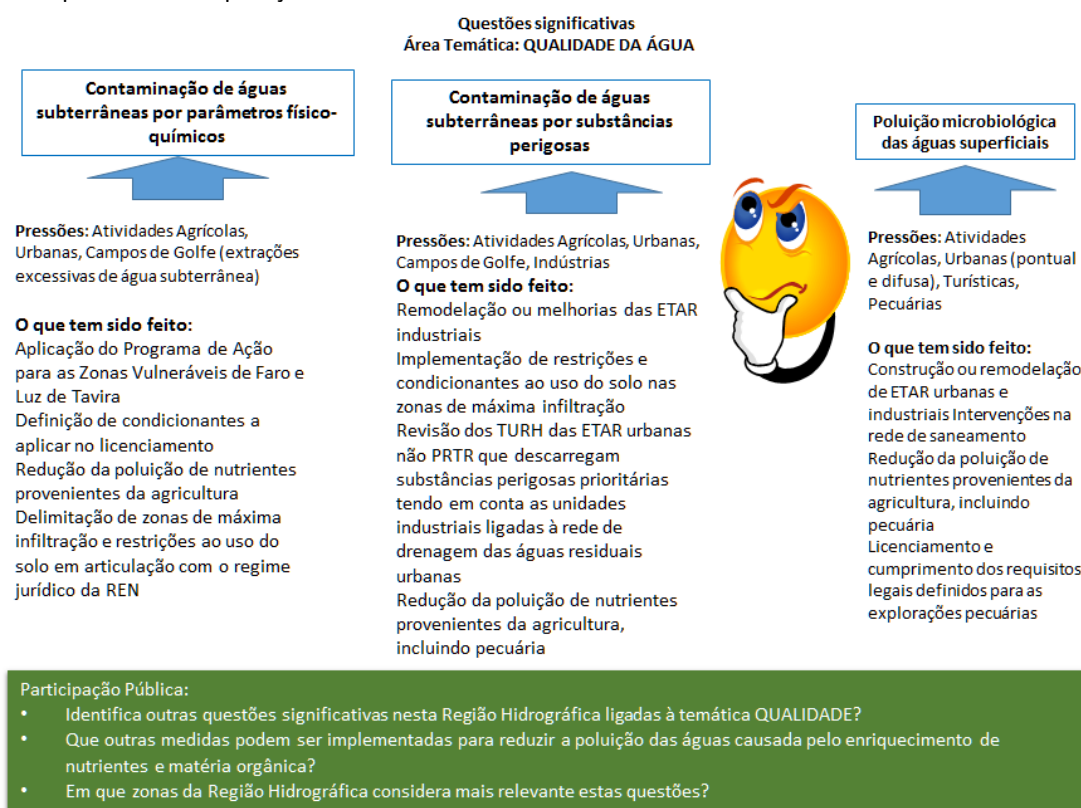 Questões significativas
Área Temática: QUALIDADE DA ÁGUA
Contaminação de águas
subterrâneas por parâmetros físico-
químicos
Pressões: Atividades Agrícolas,
Urbanas, Campos de Golfe (extrações
excessivas de água subterrânea)
O que tem sido feito:
Aplicação do Programa de Ação
para as Zonas Vulneráveis de Faro e
Luz de Tavira
Definição de condicionantes a
aplicar no licenciamento
Redução da poluição de nutrientes
provenientes da agricultura
Delimitação de zonas de máxima
infiltração e restrições ao uso do
solo em articulação com o regime
jurídico da REN
Contaminação de águas
subterrâneas por substâncias
perigosas
Pressões: Atividades Agrícolas, Urbanas,
Campos de Golfe, Indústrias
O que tem sido feito:
Remodelação ou melhorias das ETAR
industriais
Implementação de restrições e
condicionantes ao uso do solo nas
zonas de máxima infiltração
Revisão dos TURH das ETAR urbanas
não PRTR que descarregam
substâncias perigosas prioritárias
tendo em conta as unidades
industriais ligadas à rede de
drenagem das águas residuais
urbanas
Redução da poluição de nutrientes
provenientes da agricultura,
incluindo pecuária
Poluição microbiológica
das águas superficiais
Pressões: Atividades
Agrícolas, Urbanas (pontual
e difusa), Turísticas,
Pecuárias
O que tem sido feito:
Construção ou remodelação
de ETAR urbanas e
industriais Intervenções na
rede de saneamento
Redução da poluição de
nutrientes provenientes da
agricultura, incluindo
pecuária
Licenciamento e
cumprimento dos requisitos
legais definidos para as
explorações pecuárias
Participação Pública:
• Identifica outras questões significativas nesta Região Hidrográfica ligadas à temática QUALIDADE?
• Que outras medidas podem ser implementadas para reduzir a poluição das águas causada pelo enriquecimento de
nutrientes e matéria orgânica?
• Em que zonas da Região Hidrográfica considera mais relevante estas questões?